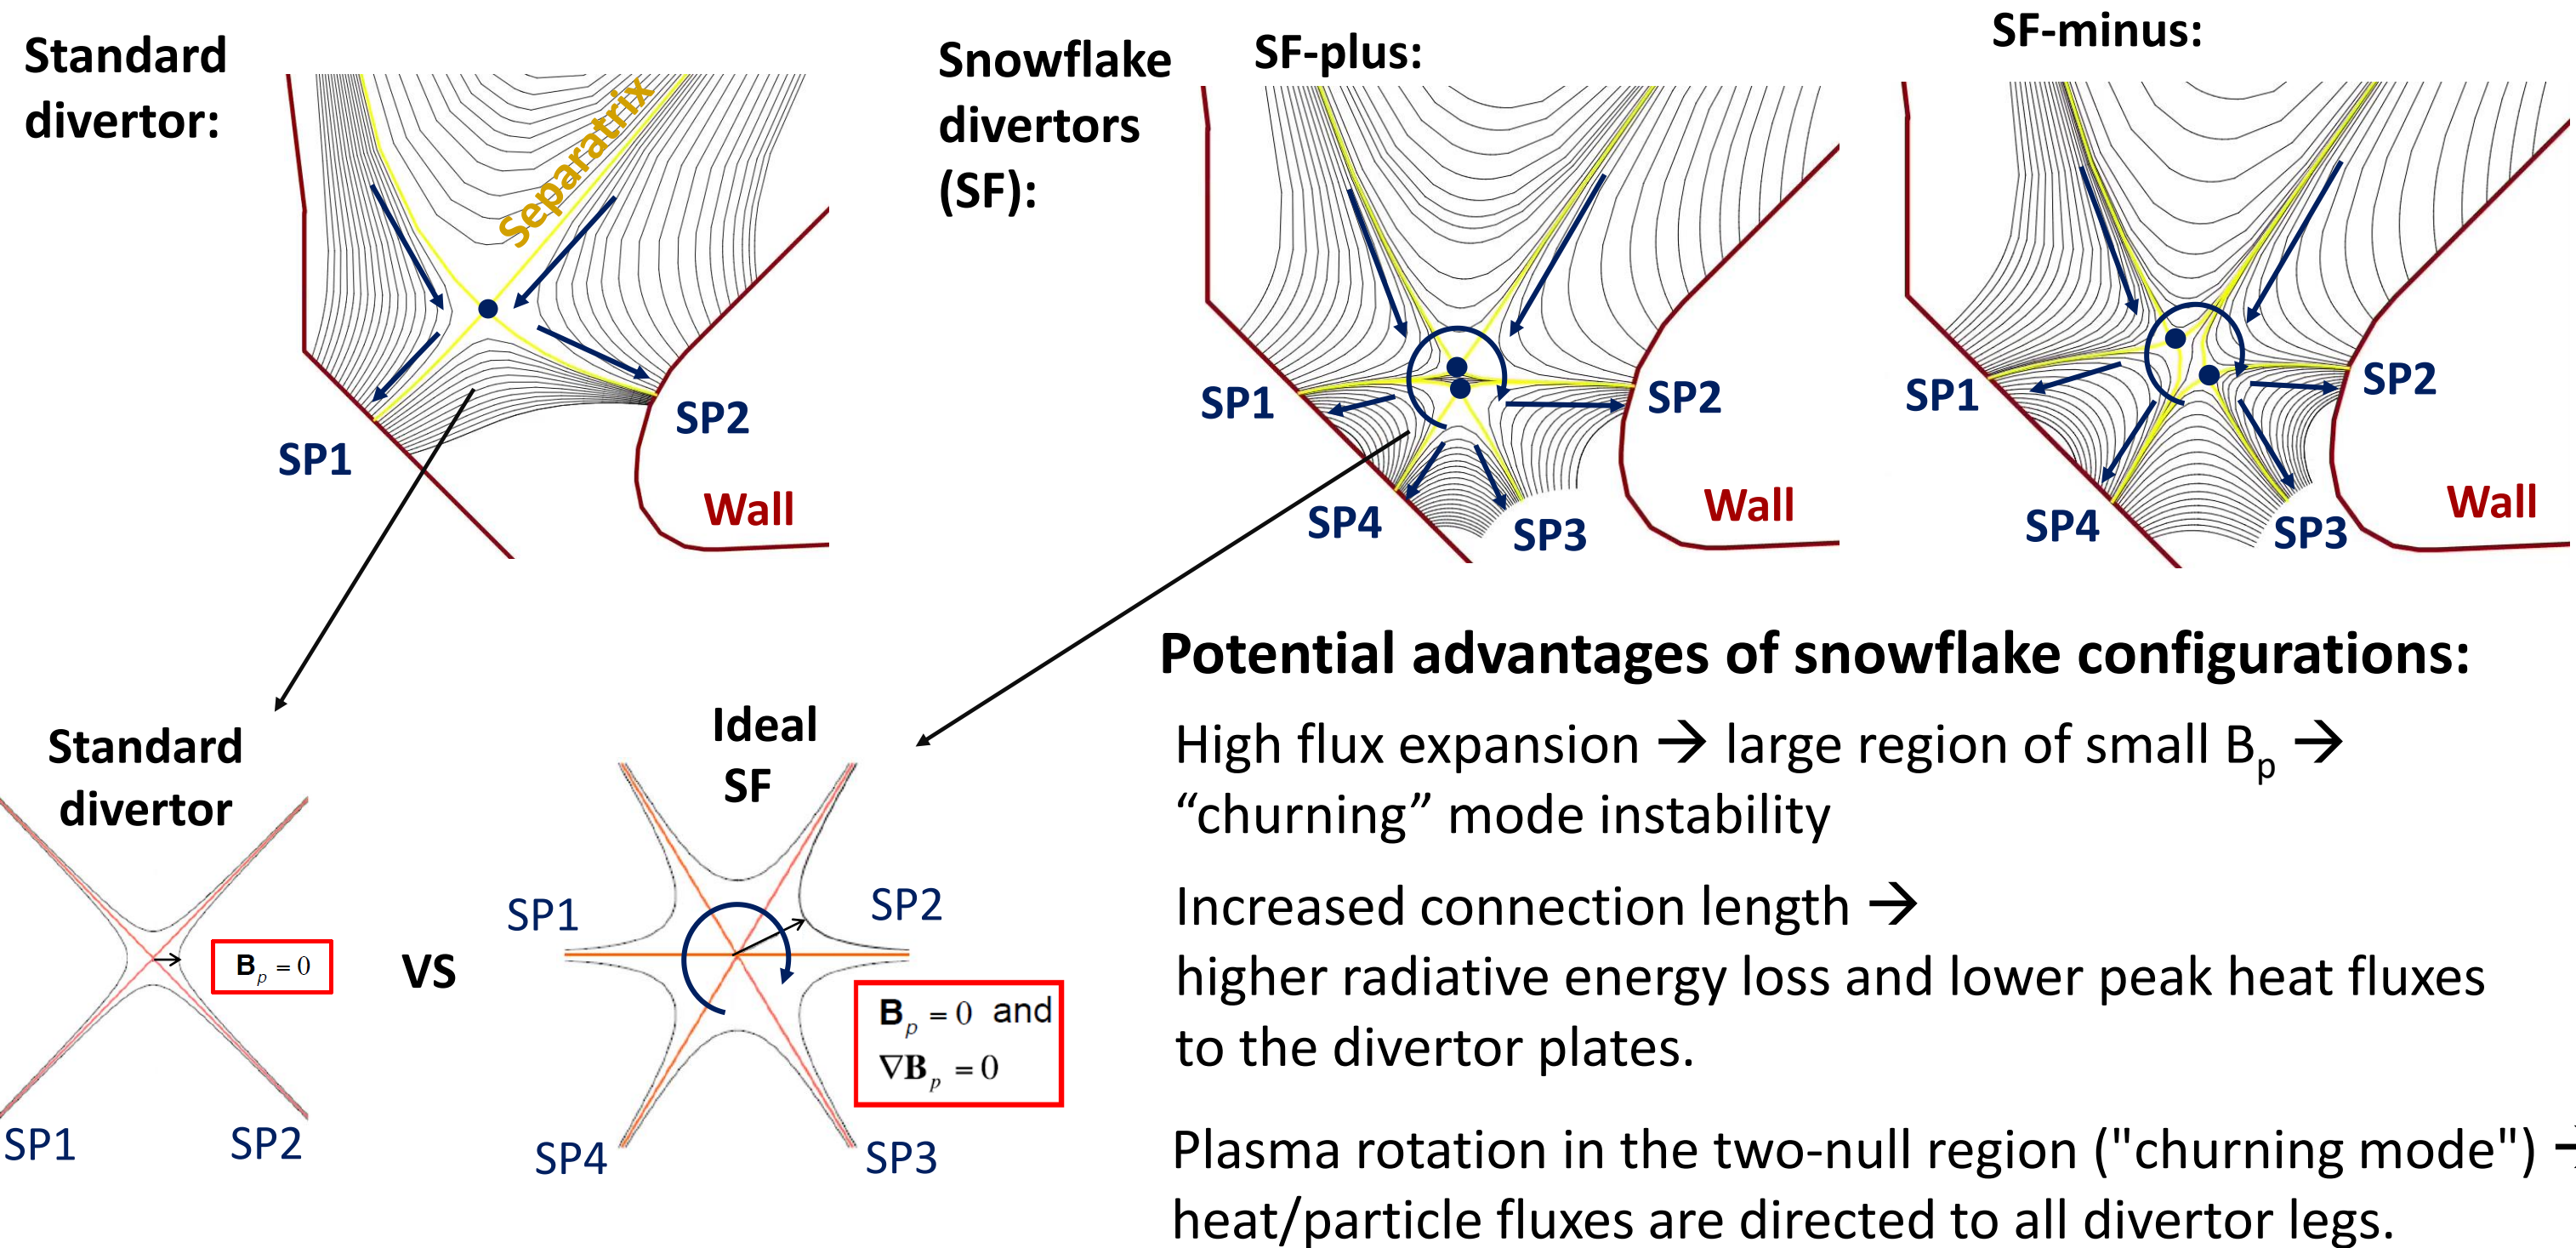 Standard
divertor:
Separatrix
SP1
SP2
Wall
Snowflake
divertors
(SF):
SF-plus:
SP1
SP2
SP4
SP3
Wall
SF-minus:
SP1
SP2
SP4
SP3
Wall
Standard
divertor
B_p = 0
SP1
SP2
VS
Ideal
SF
SP1
SP2
B_p = 0 and
∇B_p = 0
SP4
SP3
Potential advantages of snowflake configurations:
High flux expansion → large region of small B_p →
“churning” mode instability
Increased connection length →
higher radiative energy loss and lower peak heat fluxes
to the divertor plates.
Plasma rotation in the two-null region ("churning mode") →
heat/particle fluxes are directed to all divertor legs.